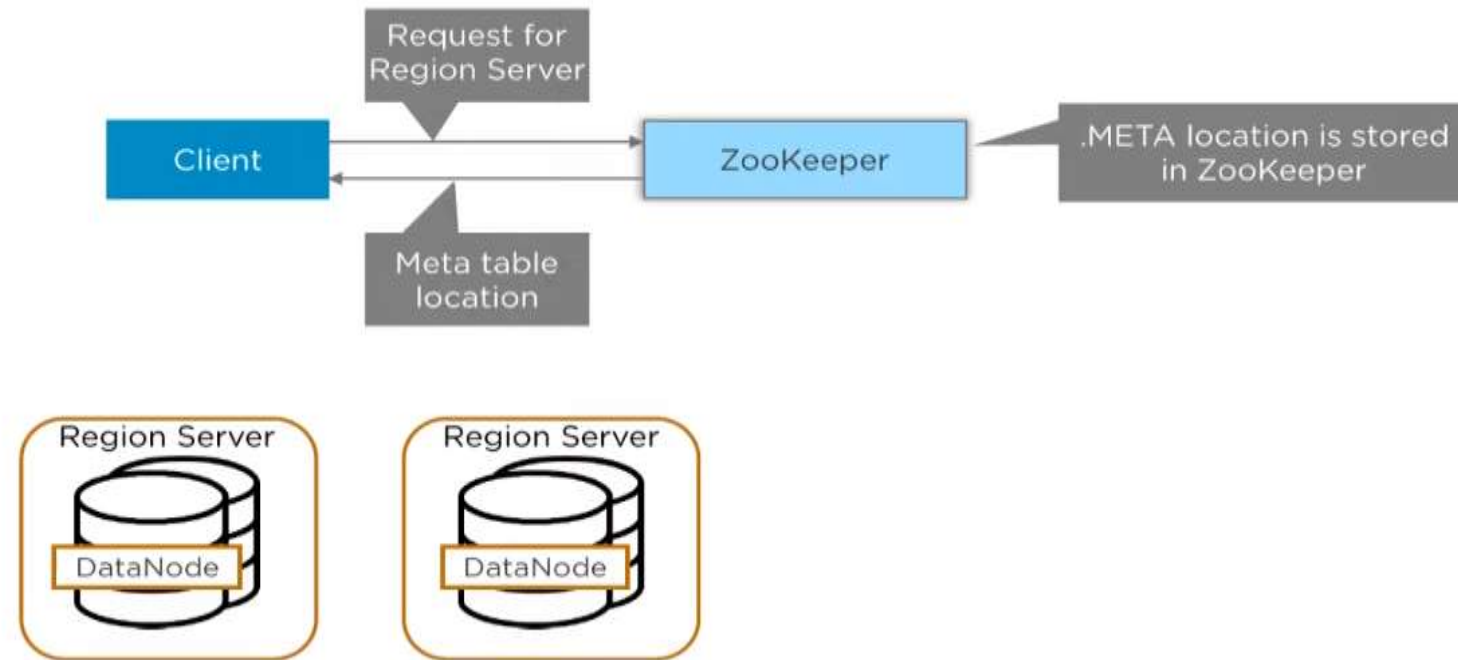 Request for
Region Server
Client
ZooKeeper
.META location is stored
in ZooKeeper
Meta table
location
Region Server
DataNode
Region Server
DataNode